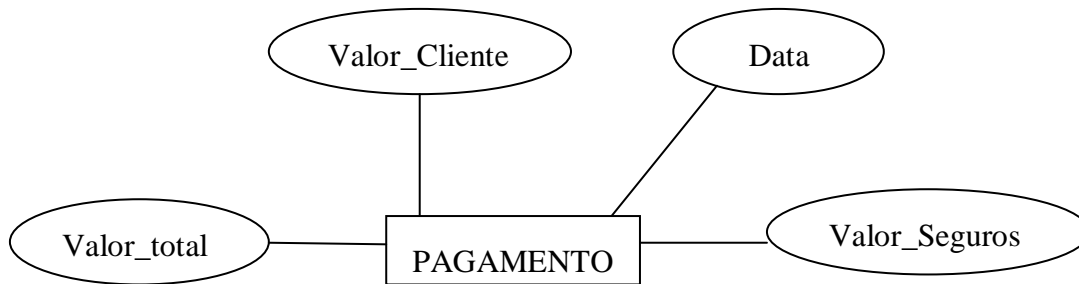 Valor_Cliente
Data
Valor_total
PAGAMENTO
Valor_Seguros